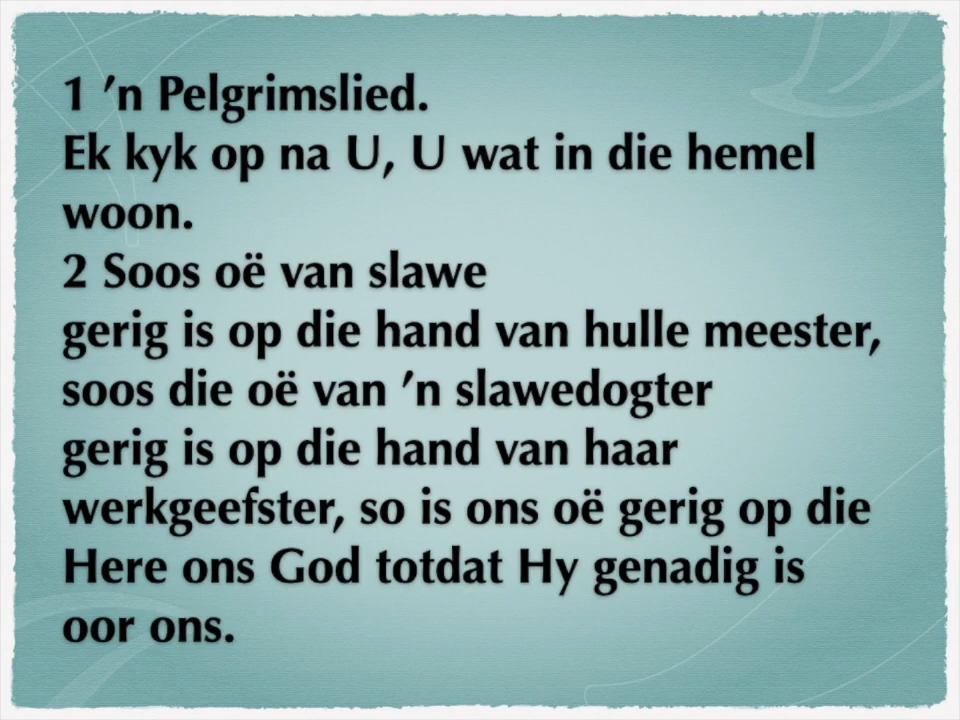 1 ’n Pelgrimslied.
Ek kyk op na U, U wat in die hemel
woon.
2 Soos oë van slawe
gerig is op die hand van hulle meester,
soos die oë van ’n slawedogter
gerig is op die hand van haar
werkgeefster, so is ons oë gerig op die
Here ons God totdat Hy genadig is
oor ons.